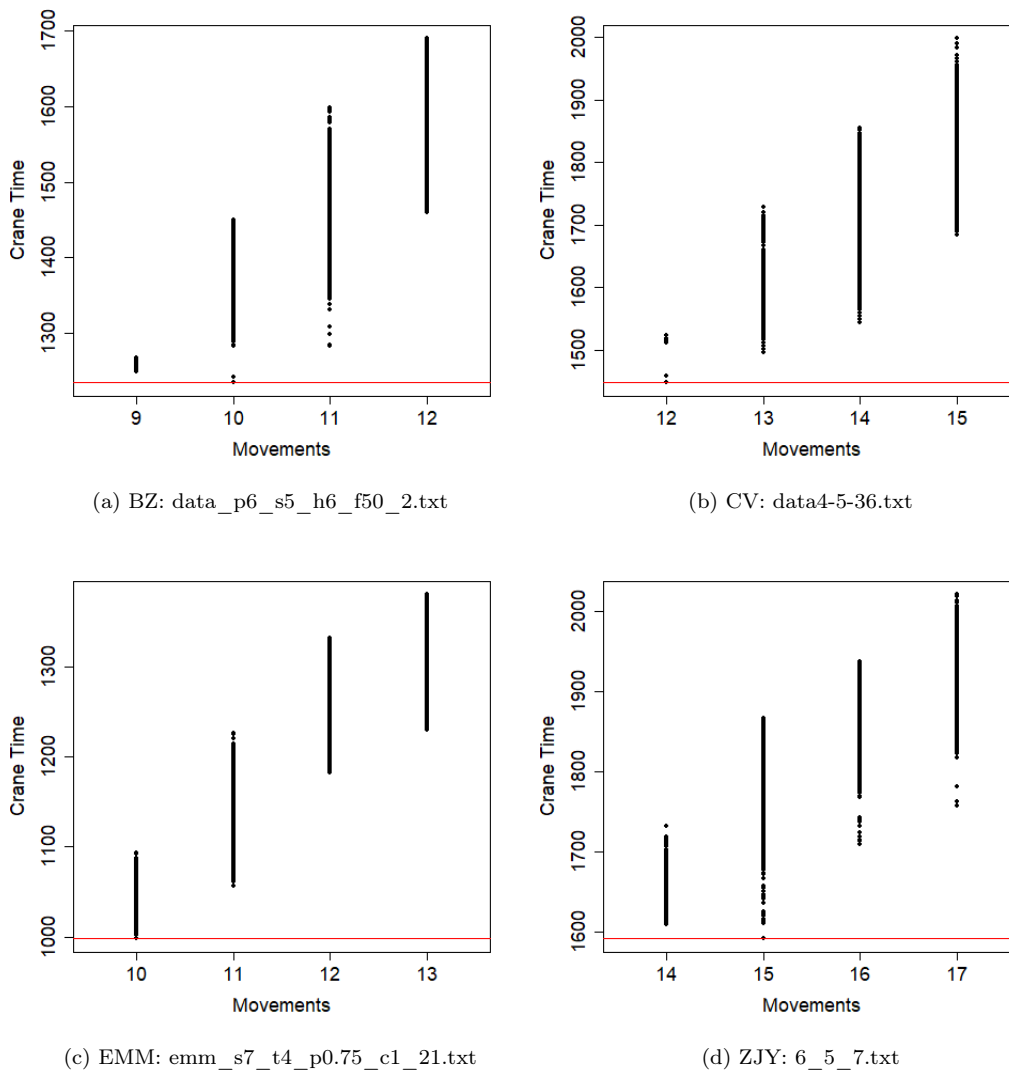 1700
1600
1500
1400
1300
Crane Time
9 10 11 12
Movements
(a) BZ: data_p6_s5_h6_f50_2.txt
2000
1900
1800
1700
1600
1500
Crane Time
12 13 14 15
Movements
(b) CV: data4-5-36.txt
1300
1200
1100
1000
Crane Time
10 11 12 13
Movements
(c) EMM: emm_s7_t4_p0.75_c1_21.txt
2000
1900
1800
1700
1600
Crane Time
14 15 16 17
Movements
(d) ZJY: 6_5_7.txt